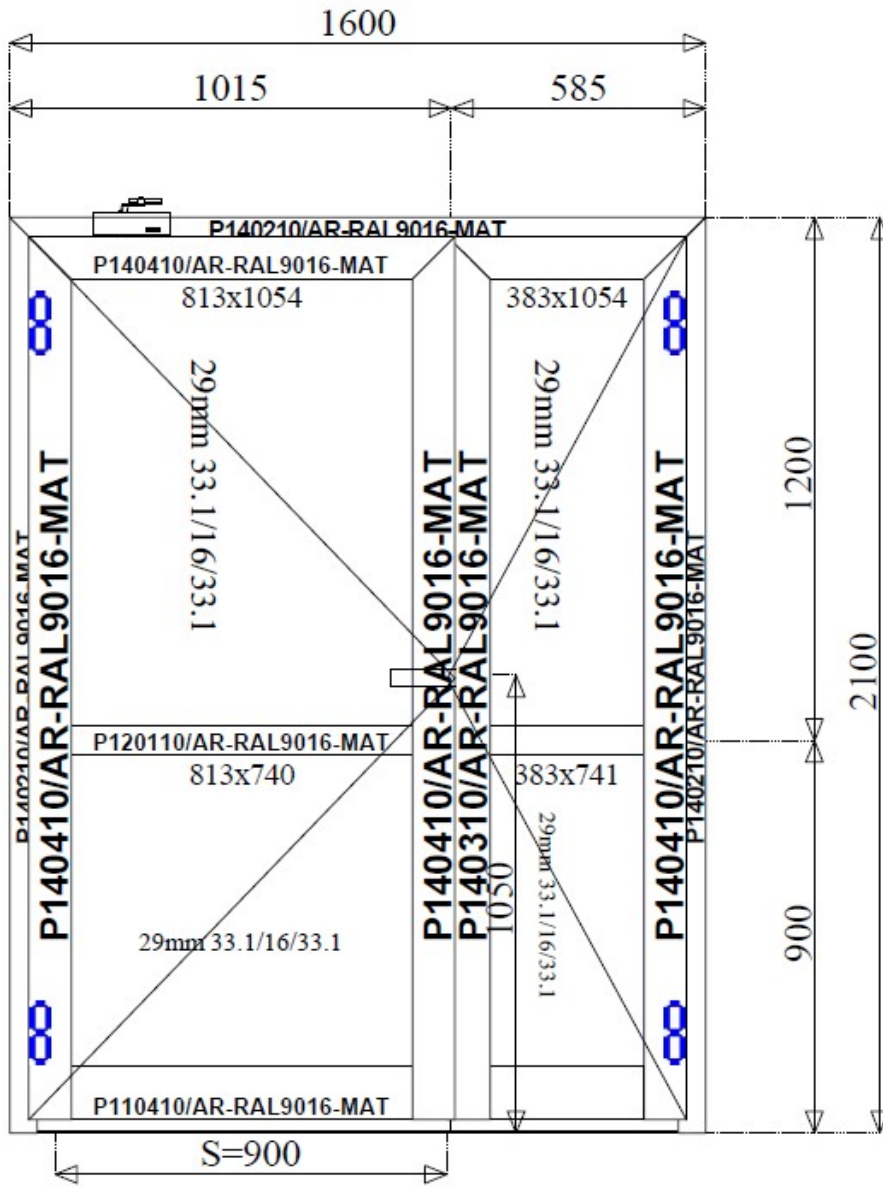 1600
1015
585
P140210/AR-RAL9016-MAT
P140410/AR-RAL9016-MAT
813x1054
383x1054
29mm 33.1/16/33.1
29mm 33.1/16/33.1
1200
2100
P140210/AR-RAL9016-MAT
P140410/AR-RAL9016-MAT
P140410/AR-RAL9016-MAT
P140310/AR-RAL9016-MAT
P140410/AR-RAL9016-MAT
P140210/AR-RAL9016-MAT
P120110/AR-RAL9016-MAT
813x740
383x741
29mm 33.1/16/33.1
29mm 33.1/16/33.1
1050
900
P110410/AR-RAL9016-MAT
S=900